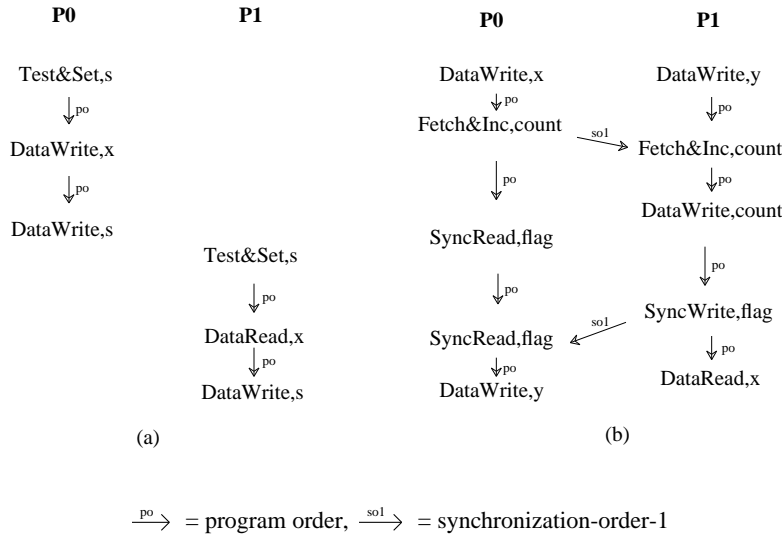 P0
P1
Test&Set,s
po
DataWrite,x
po
DataWrite,s
Test&Set,s
po
DataRead,x
po
DataWrite,s
(a)
P0
P1
DataWrite,x
po
Fetch&Inc,count
so1
po
SyncRead,flag
po
SyncRead,flag
po
DataWrite,y
DataWrite,y
po
Fetch&Inc,count
po
DataWrite,count
po
SyncWrite,flag
so1
po
DataRead,x
(b)
po = program order, so1 = synchronization-order-1